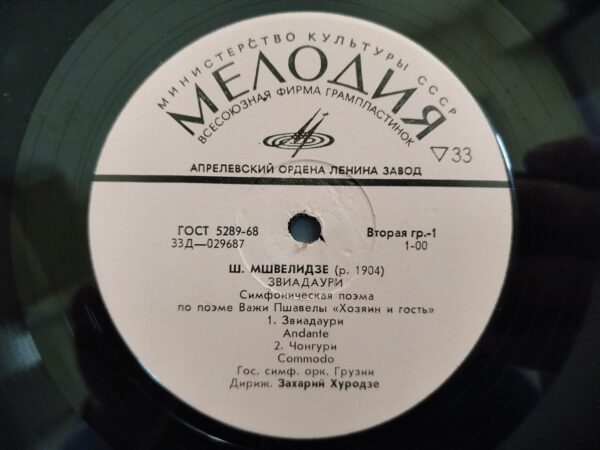 МИНИСТЕРСТВО КУЛЬТУРЫ СССР
МЕЛОДИЯ
ВСЕСОЮЗНАЯ ФИРМА ГРАМПЛАСТИНОК
▽33
АПРЕЛЕВСКИЙ ОРДЕНА ЛЕНИНА ЗАВОД
ГОСТ 5289-68 Вторая гр.-1
33Д—029687 1-00
Ш. МШВЕЛИДЗЕ (р. 1904)
ЗВИАДАУРИ
Симфоническая поэма
по поэме Важи Пшавелы «Хозяин и гость»
1. Звиадаури
Andante
2. Чонгури
Commodo
Гос. симф. орк. Грузии
Дириж. Захарий Хуродзе